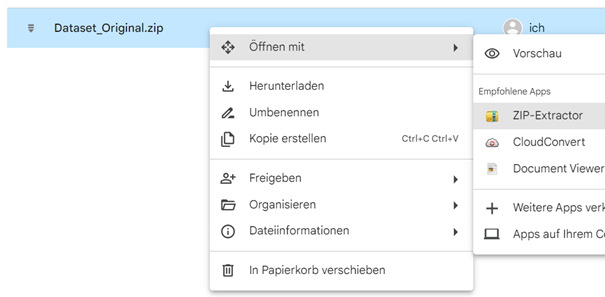 Dataset_Original.zip
ich
Öffnen mit
Vorschau
Herunterladen
Empfohlene Apps
Umbenennen
ZIP-Extractor
Kopie erstellen Ctrl+C Ctrl+V
CloudConvert
Document Viewer
Freigeben
Organisieren
Weitere Apps verk
Dateiinformationen
Apps auf Ihrem Co
In Papierkorb verschieben